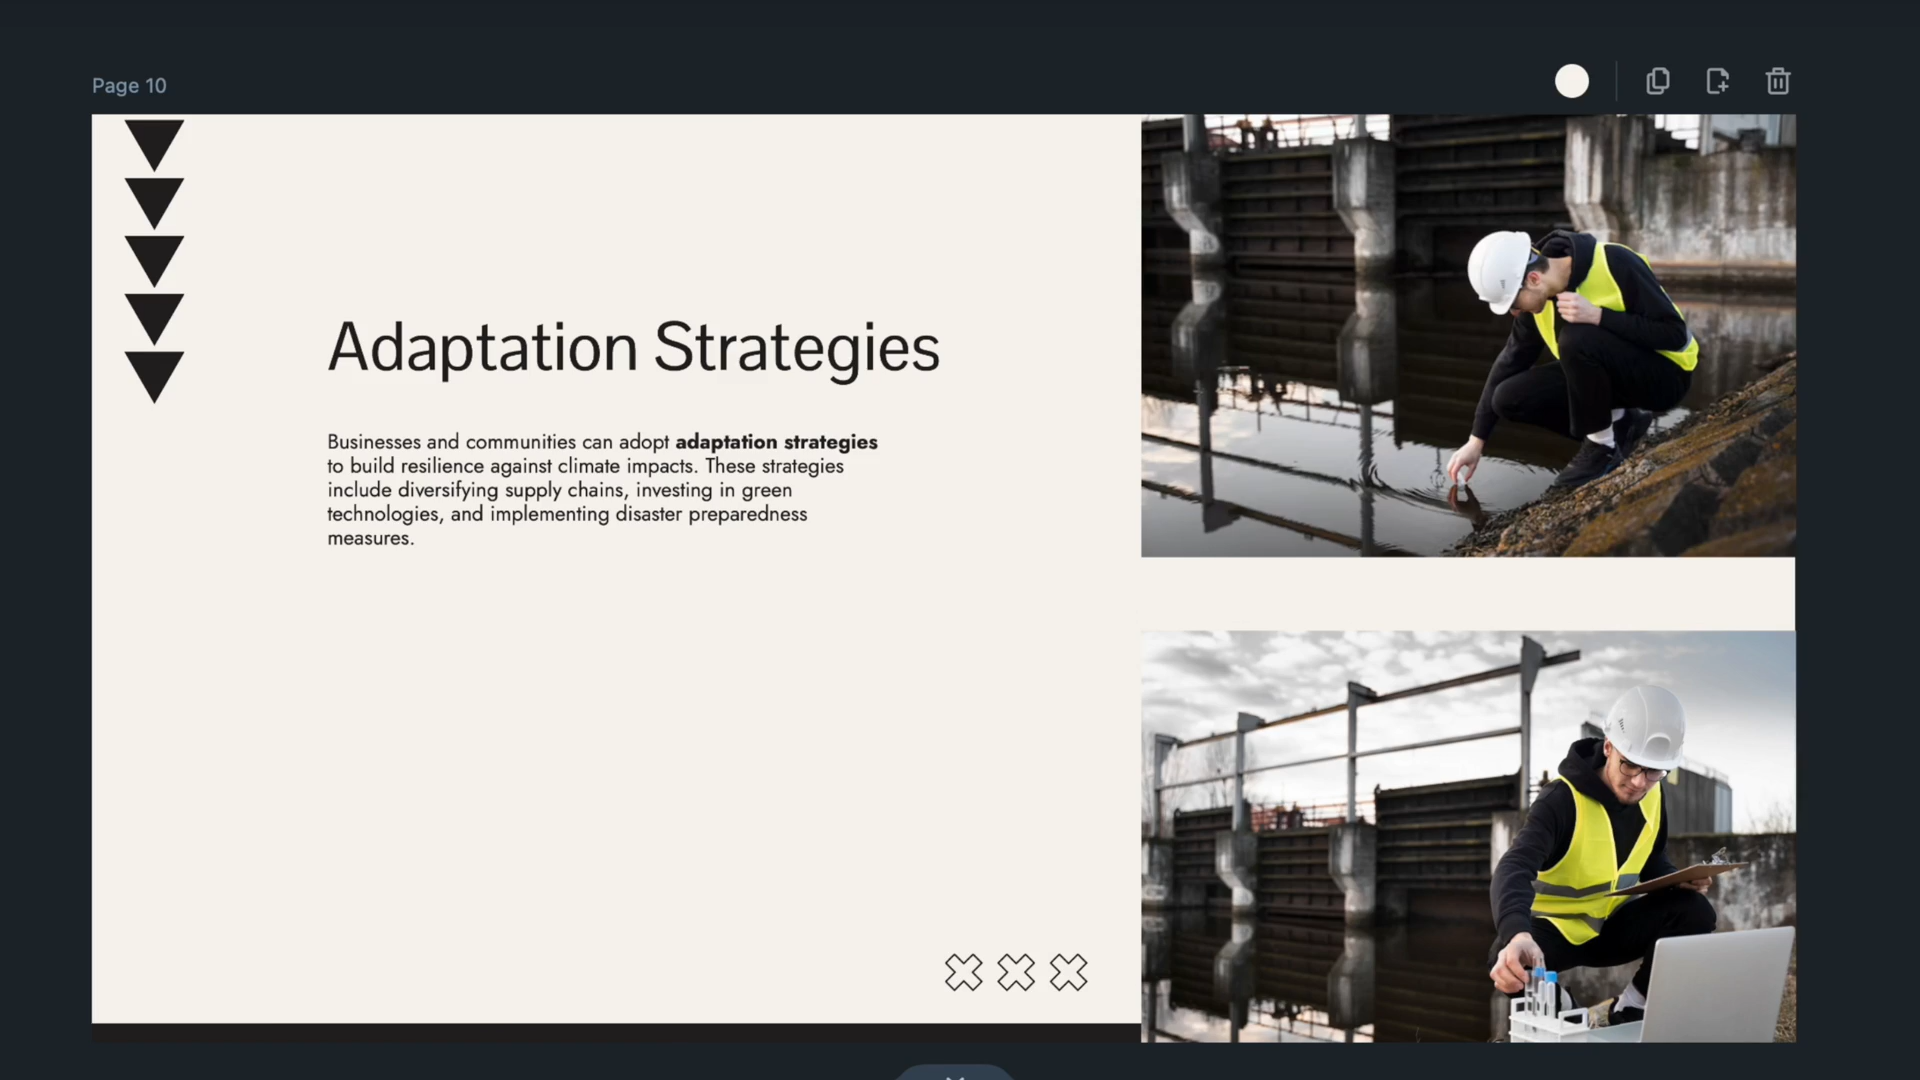 Page 10
Adaptation Strategies
Businesses and communities can adopt adaptation strategies
to build resilience against climate impacts. These strategies
include diversifying supply chains, investing in green
technologies, and implementing disaster preparedness
measures.